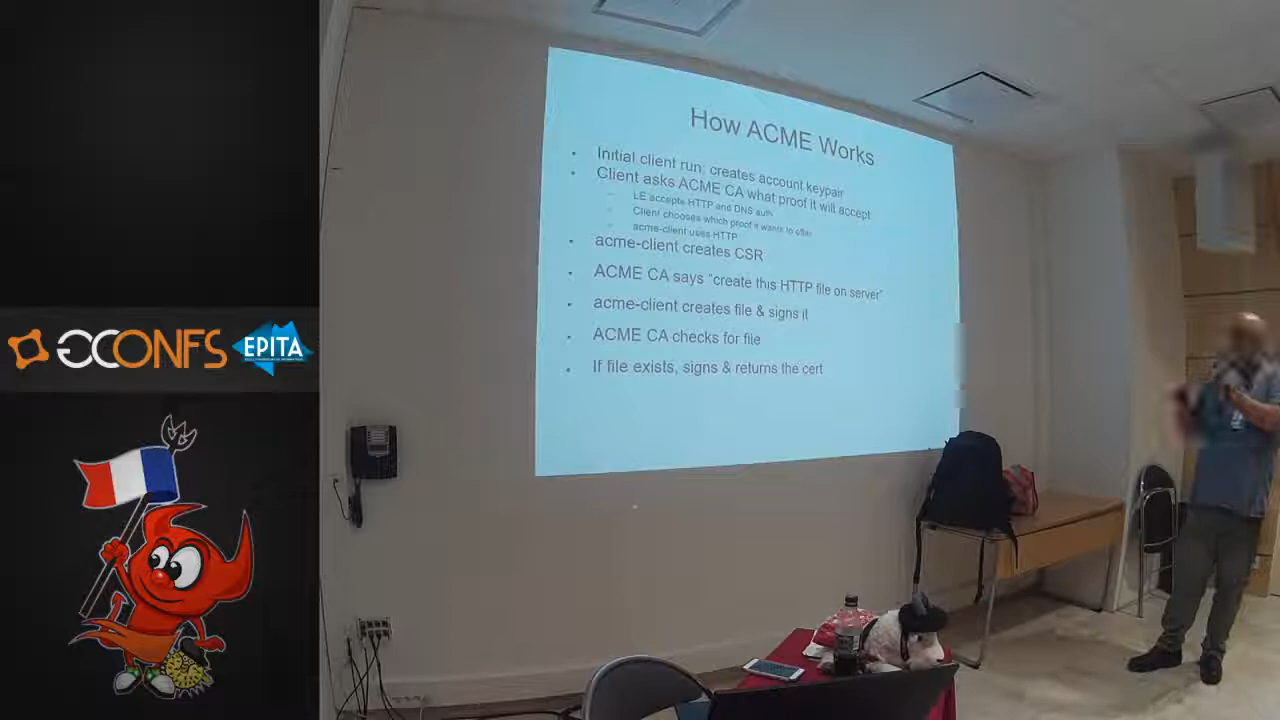 How ACME Works
Initial client run; creates account keypair
Client asks ACME CA what proof it will accept
LE accepts HTTP and DNS auth
Client chooses which proof it wants to offer
acme-client uses HTTP
acme-client creates CSR
ACME CA says "create this HTTP file on server"
acme-client creates file & signs it
ACME CA checks for file
If file exists, signs & returns the cert
GCONFS
EPITA